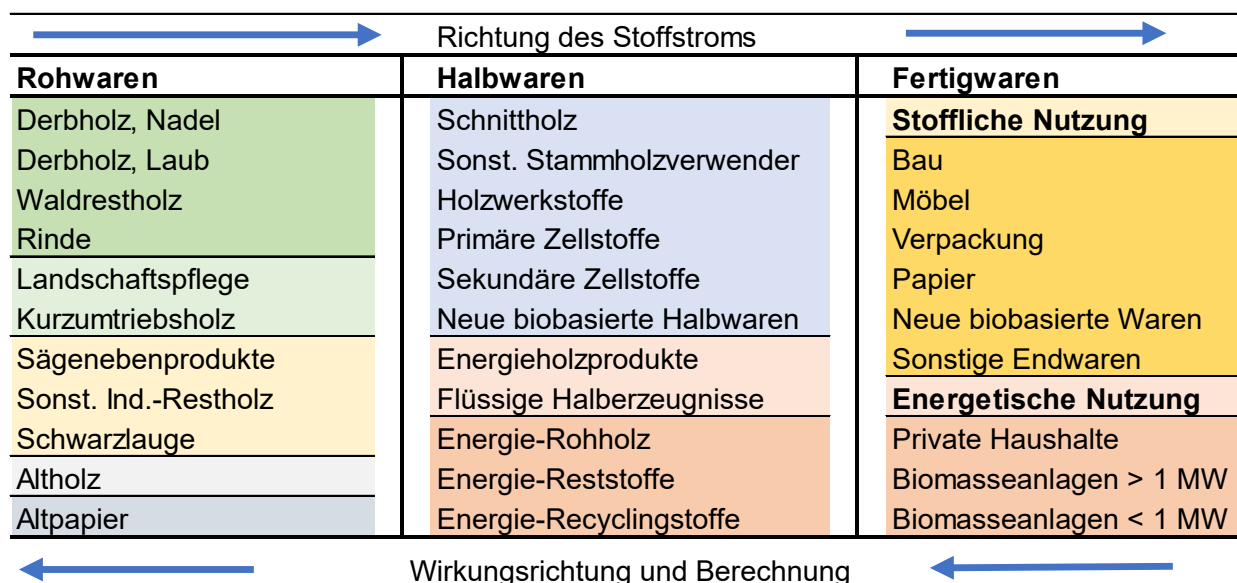 Richtung des Stoffstroms
Rohwaren Halbwaren Fertigwaren
Derbholz, Nadel Schnittholz Stoffliche Nutzung
Derbholz, Laub Sonst. Stammholzverwender Bau
Waldrestholz Holzwerkstoffe Möbel
Rinde Primäre Zellstoffe Verpackung
Landschaftspflege Sekundäre Zellstoffe Papier
Kurzumtriebsholz Neue biobasierte Halbwaren Neue biobasierte Waren
Sägenebenprodukte Energieholzprodukte Sonstige Endwaren
Sonst. Ind.-Restholz Flüssige Halberzeugnisse Energetische Nutzung
Schwarzlauge Energie-Rohholz Private Haushalte
Altholz Energie-Reststoffe Biomasseanlagen > 1 MW
Altpapier Energie-Recyclingstoffe Biomasseanlagen < 1 MW
Wirkungsrichtung und Berechnung